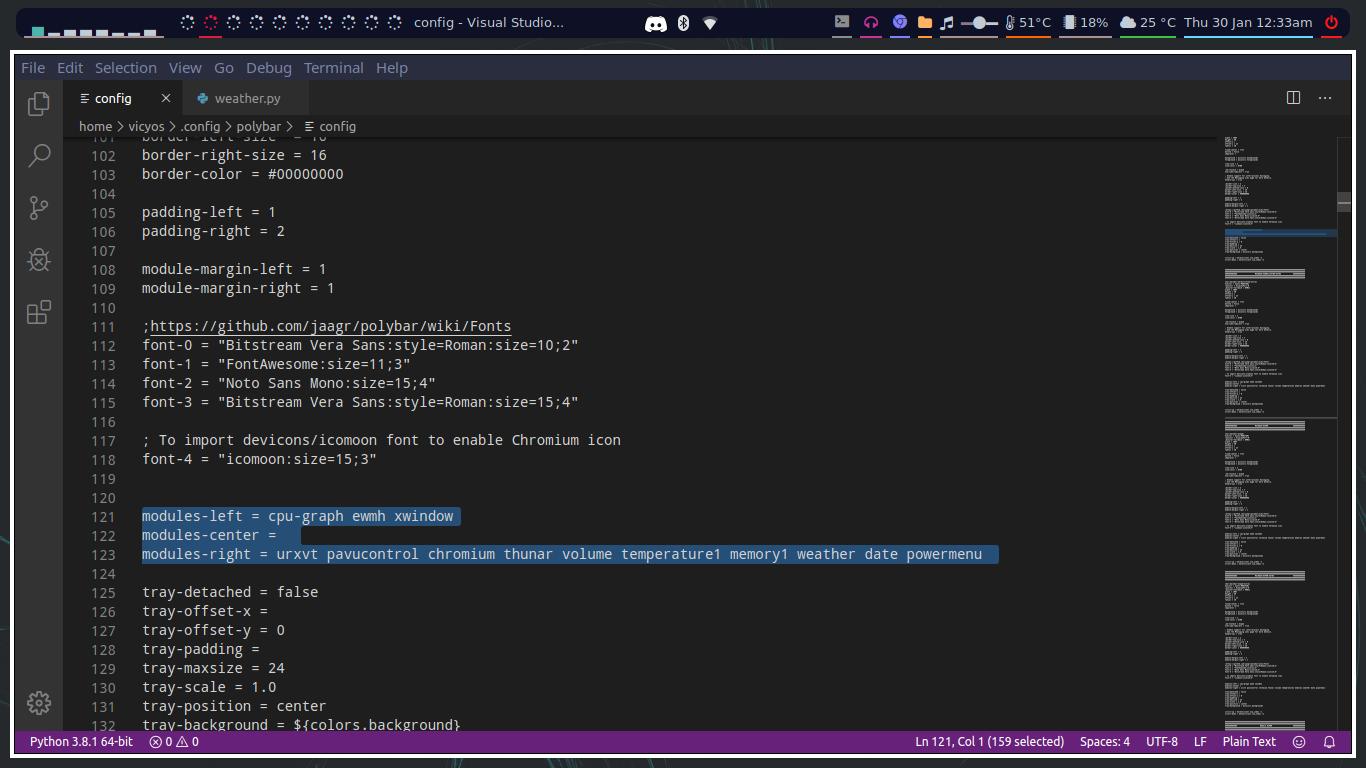 config - Visual Studio...
51°C 18% 25 °C Thu 30 Jan 12:33am
File Edit Selection View Go Debug Terminal Help
config weather.py
home > vicyos > .config > polybar > config
101 border-left-size = 16
102 border-right-size = 16
103 border-color = #00000000
104
105 padding-left = 1
106 padding-right = 2
107
108 module-margin-left = 1
109 module-margin-right = 1
110
111 ;https://github.com/jaagr/polybar/wiki/Fonts
112 font-0 = "Bitstream Vera Sans:style=Roman:size=10;2"
113 font-1 = "FontAwesome:size=11;3"
114 font-2 = "Noto Sans Mono:size=15;4"
115 font-3 = "Bitstream Vera Sans:style=Roman:size=15;4"
116
117 ; To import devicons/icomoon font to enable Chromium icon
118 font-4 = "icomoon:size=15;3"
119
120
121 modules-left = cpu-graph ewmh xwindow
122 modules-center =
123 modules-right = urxvt pavucontrol chromium thunar volume temperature1 memory1 weather date powermenu
124
125 tray-detached = false
126 tray-offset-x =
127 tray-offset-y = 0
128 tray-padding =
129 tray-maxsize = 24
130 tray-scale = 1.0
131 tray-position = center
132 tray-background = ${colors.background}
Python 3.8.1 64-bit 0 0 Ln 121, Col 1 (159 selected) Spaces: 4 UTF-8 LF Plain Text